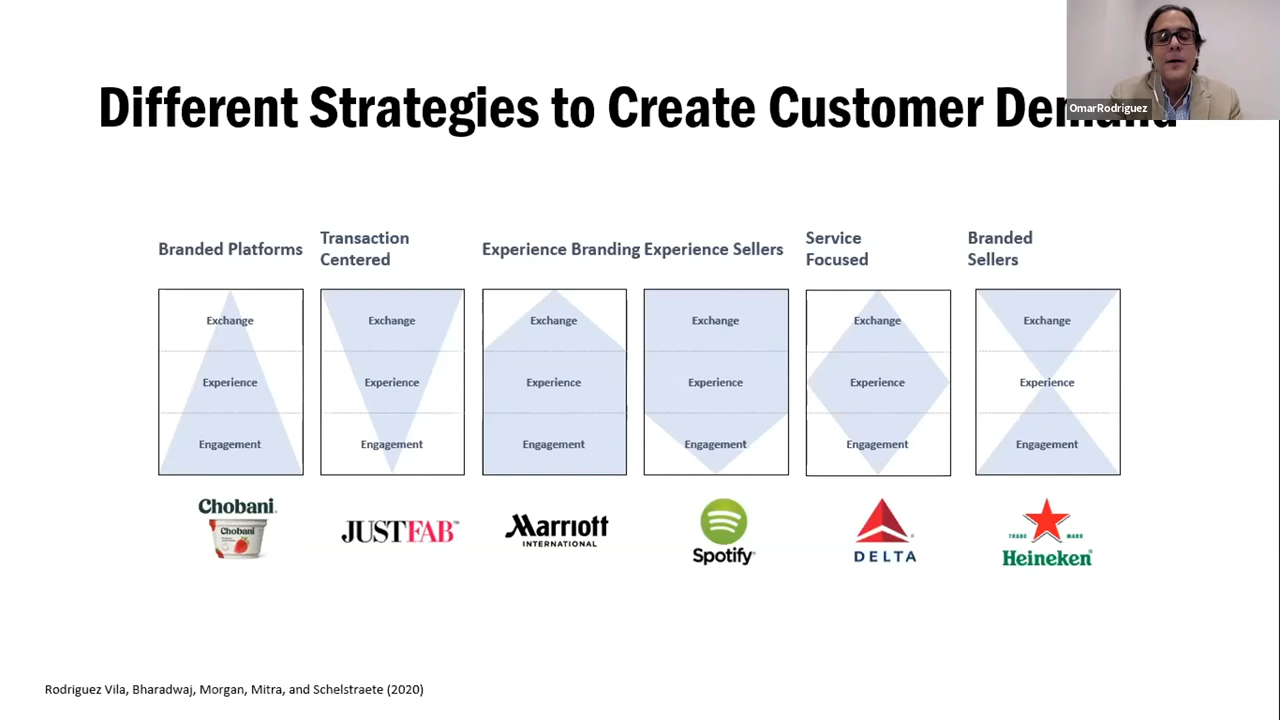 Different Strategies to Create Customer Demand
OmarRodriguez
Branded Platforms
Transaction
Centered
Experience Branding
Experience Sellers
Service
Focused
Branded
Sellers
Exchange
Experience
Engagement
Exchange
Experience
Engagement
Exchange
Experience
Engagement
Exchange
Experience
Engagement
Exchange
Experience
Engagement
Exchange
Experience
Engagement
Chobani.
Chobani
JUSTFAB™
Marriott
INTERNATIONAL
Spotify®
DELTA
TRADE MARK
Heineken®
Rodriguez Vila, Bharadwaj, Morgan, Mitra, and Schelstraete (2020)